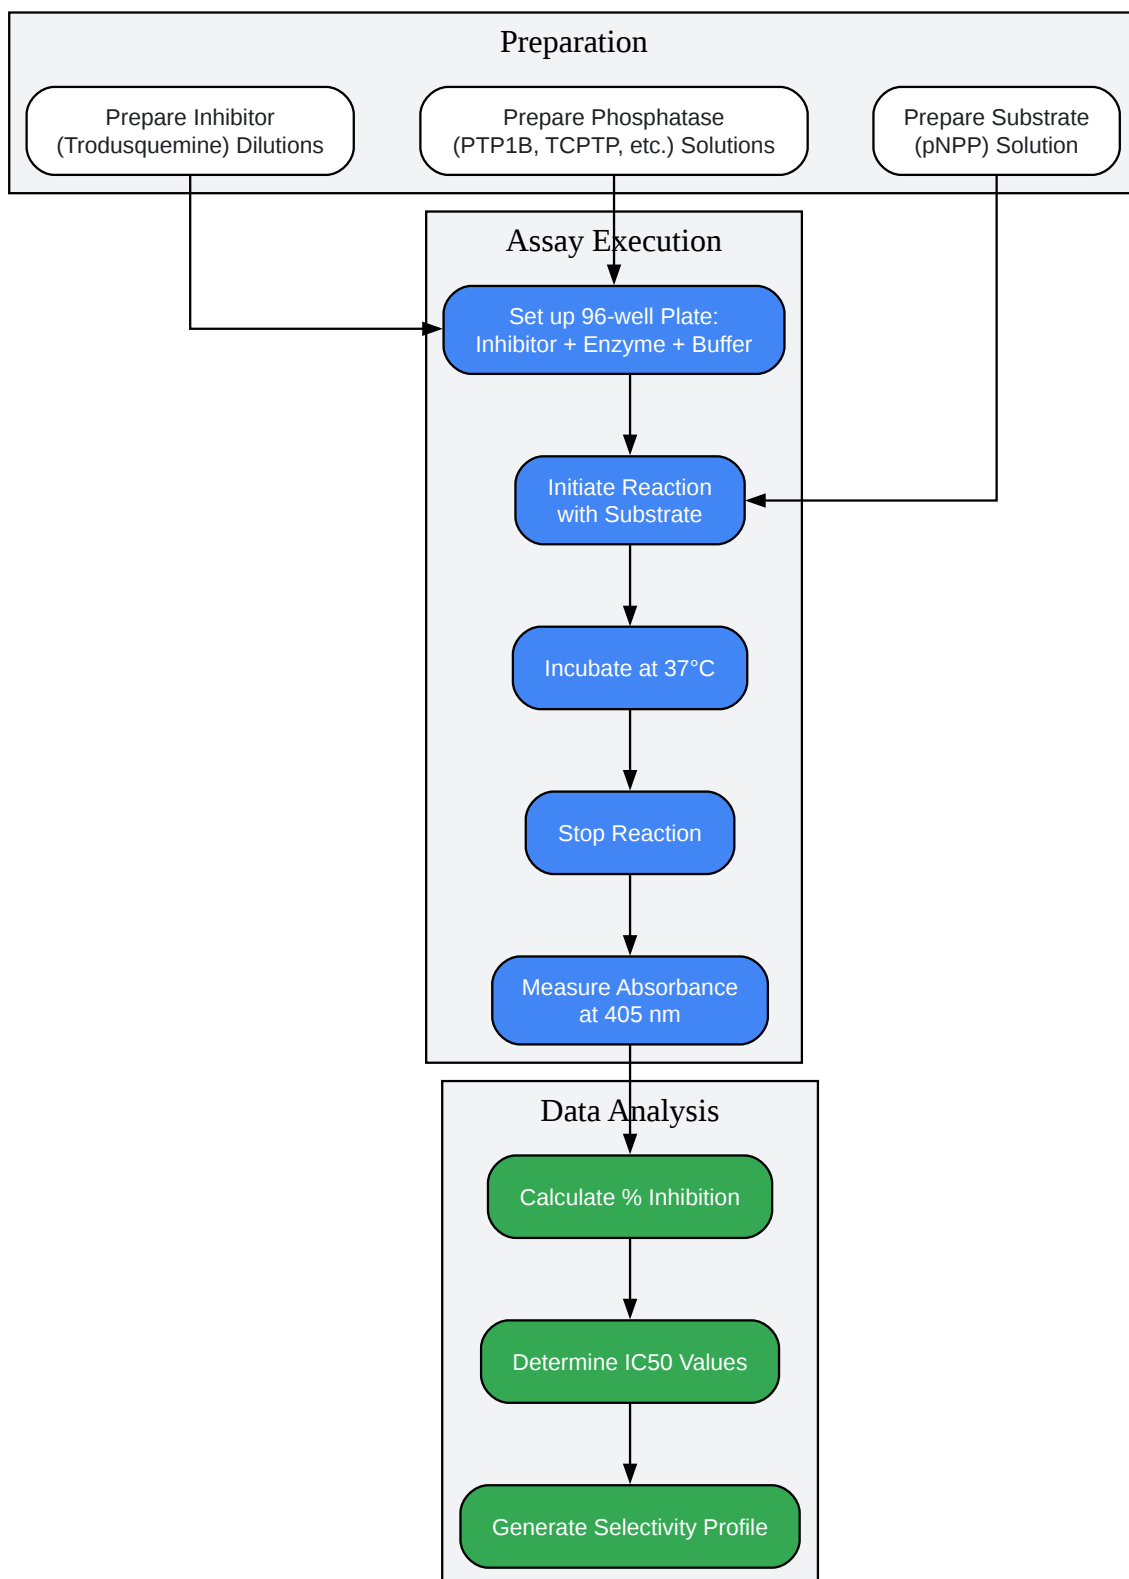 Preparation
Prepare Inhibitor
(Trodusquemine) Dilutions
Prepare Phosphatase
(PTP1B, TCPTP, etc.) Solutions
Prepare Substrate
(pNPP) Solution
Assay Execution
Set up 96-well Plate:
Inhibitor + Enzyme + Buffer
Initiate Reaction
with Substrate
Incubate at 37°C
Stop Reaction
Measure Absorbance
at 405 nm
Data Analysis
Calculate % Inhibition
Determine IC50 Values
Generate Selectivity Profile